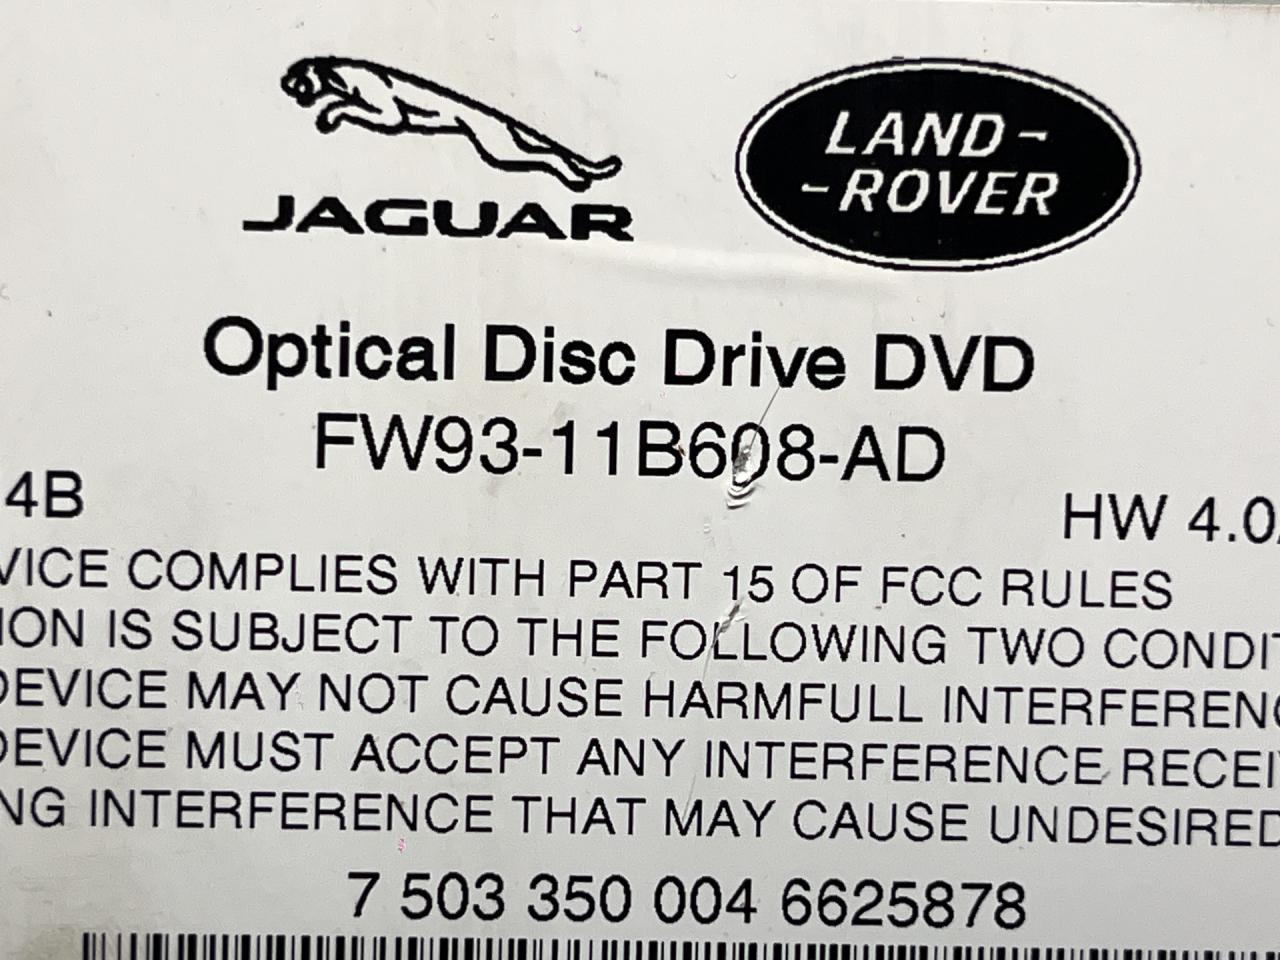 JAGUAR
LAND-
-ROVER
Optical Disc Drive DVD
FW93-11B608-AD
4B
HW 4.0
VICE COMPLIES WITH PART 15 OF FCC RULES
ION IS SUBJECT TO THE FOLLOWING TWO CONDIT
DEVICE MAY NOT CAUSE HARMFULL INTERFERENC
DEVICE MUST ACCEPT ANY INTERFERENCE RECEI
NG INTERFERENCE THAT MAY CAUSE UNDESIRED
7 503 350 004 6625878